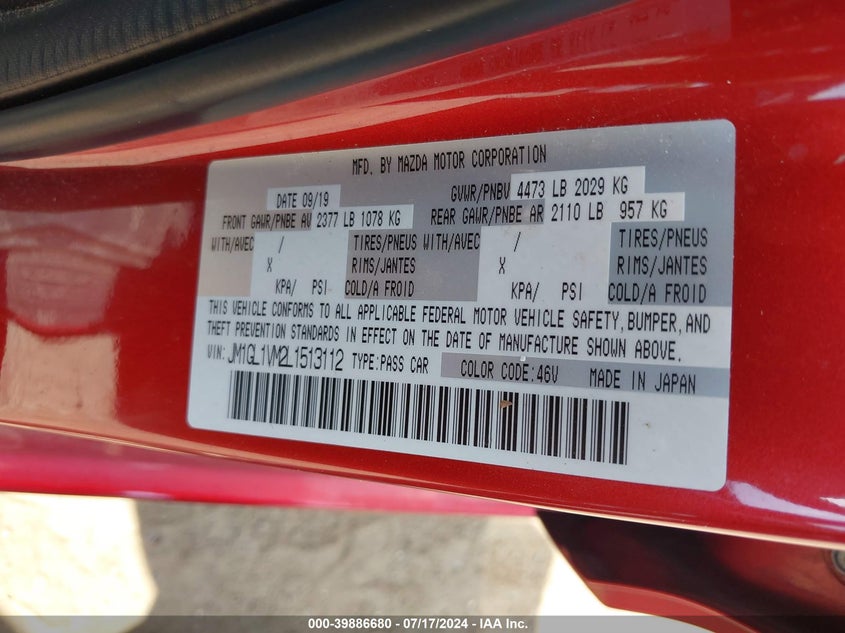 MFD. BY MAZDA MOTOR CORPORATION
DATE 09/19 GVWR/PNBV 4473 LB 2029 KG
FRONT GAWR/PNBE AV 2377 LB 1078 KG REAR GAWR/PNBE AR 2110 LB 957 KG
WITH/AVEC / TIRES/PNEUS WITH/AVEC / TIRES/PNEUS
X RIMS/JANTES X RIMS/JANTES
KPA/ PSI COLD/A FROID KPA/ PSI COLD/A FROID
THIS VEHICLE CONFORMS TO ALL APPLICABLE FEDERAL MOTOR VEHICLE SAFETY, BUMPER, AND
THEFT PREVENTION STANDARDS IN EFFECT ON THE DATE OF MANUFACTURE SHOWN ABOVE.
VIN: JM1GL1VM2L1513112 TYPE:PASS CAR COLOR CODE:46V MADE IN JAPAN
000-39886680 - 07/17/2024 - IAA Inc.